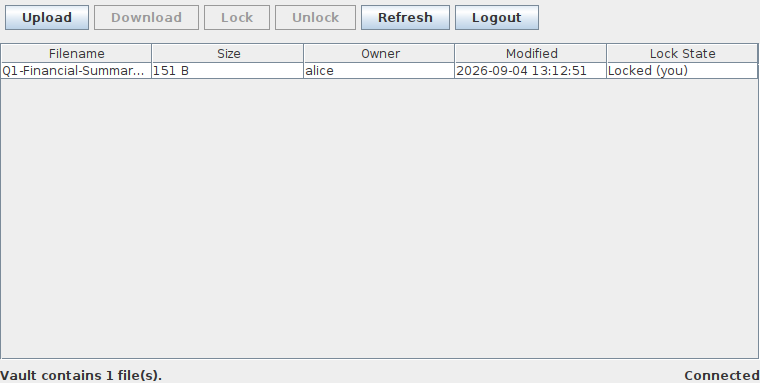 Upload Download Lock Unlock Refresh Logout
Filename Size Owner Modified Lock State
Q1-Financial-Summar... 151 B alice 2026-09-04 13:12:51 Locked (you)
Vault contains 1 file(s). Connected